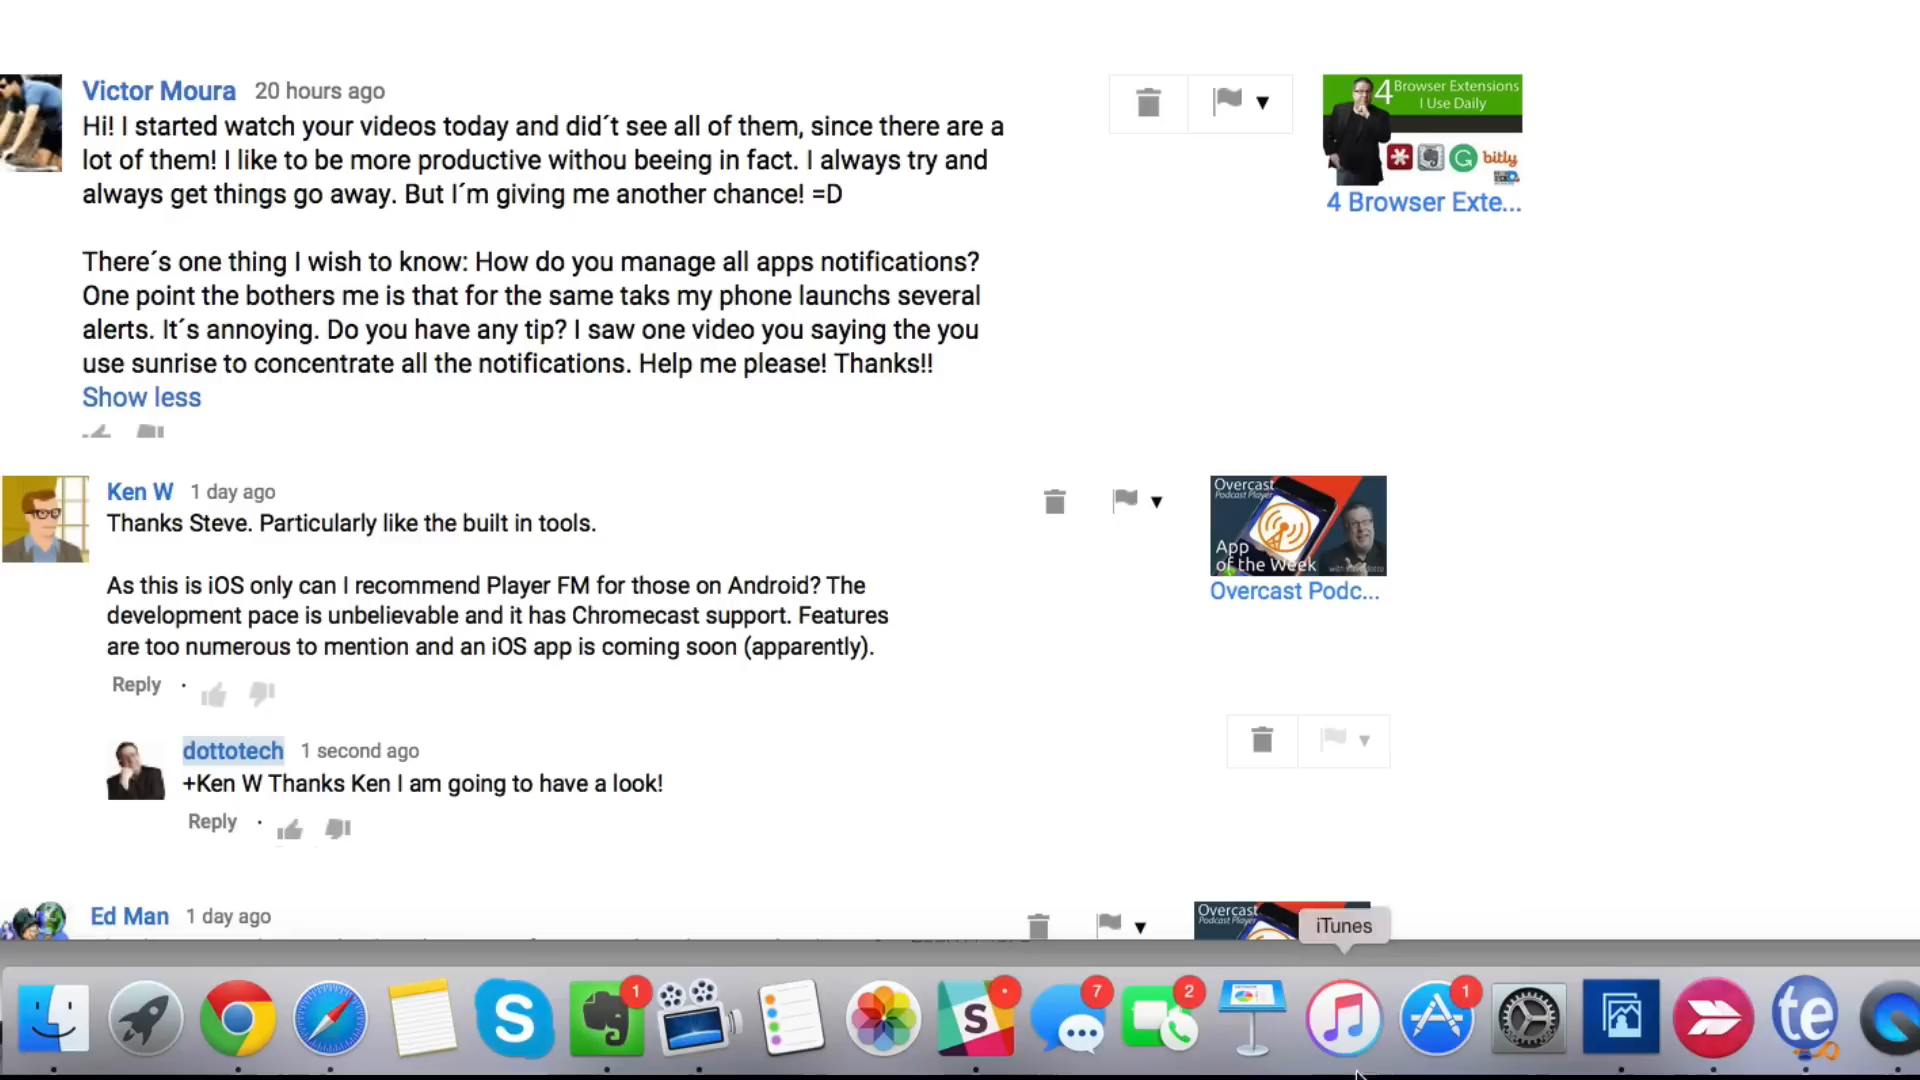 Victor Moura 20 hours ago
Hi! I started watch your videos today and did´t see all of them, since there are a
lot of them! I like to be more productive withou beeing in fact. I always try and
always get things go away. But I´m giving me another chance! =D
There´s one thing I wish to know: How do you manage all apps notifications?
One point the bothers me is that for the same taks my phone launchs several
alerts. It´s annoying. Do you have any tip? I saw one video you saying the you
use sunrise to concentrate all the notifications. Help me please! Thanks!!
Show less
4 Browser Extensions
I Use Daily
bitly
4 Browser Exte...
Ken W 1 day ago
Thanks Steve. Particularly like the built in tools.
As this is iOS only can I recommend Player FM for those on Android? The
development pace is unbelievable and it has Chromecast support. Features
are too numerous to mention and an iOS app is coming soon (apparently).
Reply
Overcast
Podcast Player
App
of the Week
Overcast Podc...
dottotech 1 second ago
+Ken W Thanks Ken I am going to have a look!
Reply
Ed Man 1 day ago
Overcast
Podcast Player
iTunes
S
1
S
7
2
1
te